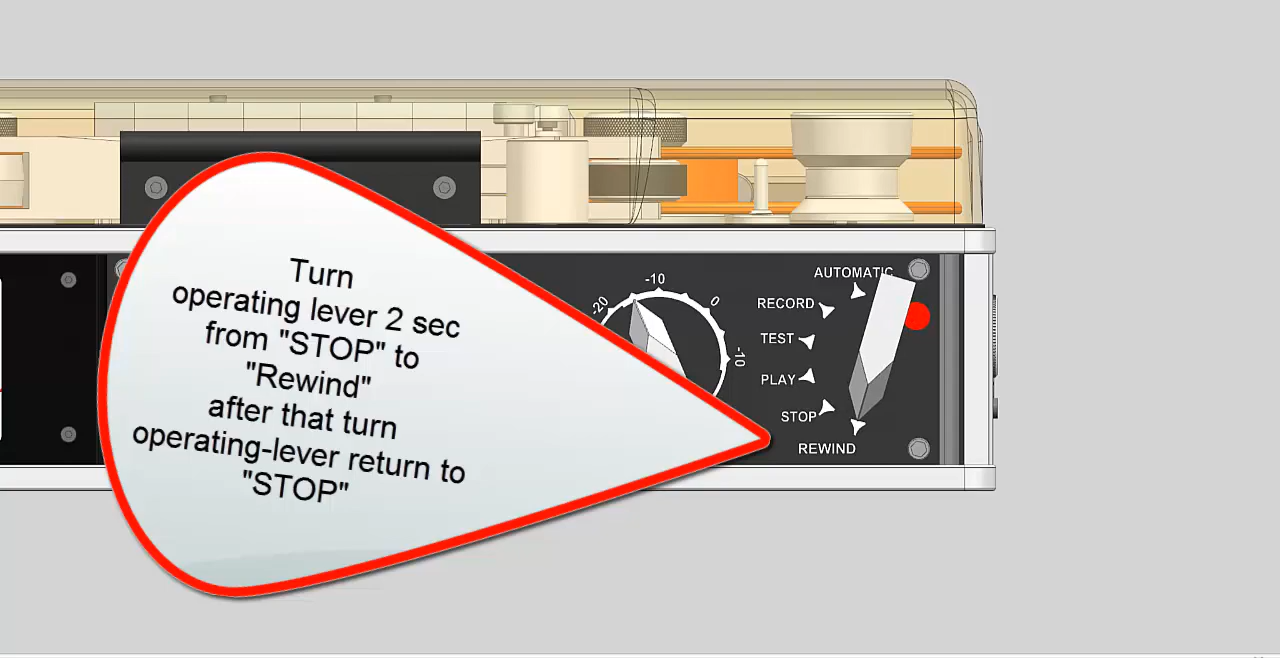 Turn
operating lever 2 sec
from "STOP" to
"Rewind"
after that turn
operating-lever return to
"STOP"
-20
-10
0
-10
AUTOMATIC
RECORD
TEST
PLAY
STOP
REWIND